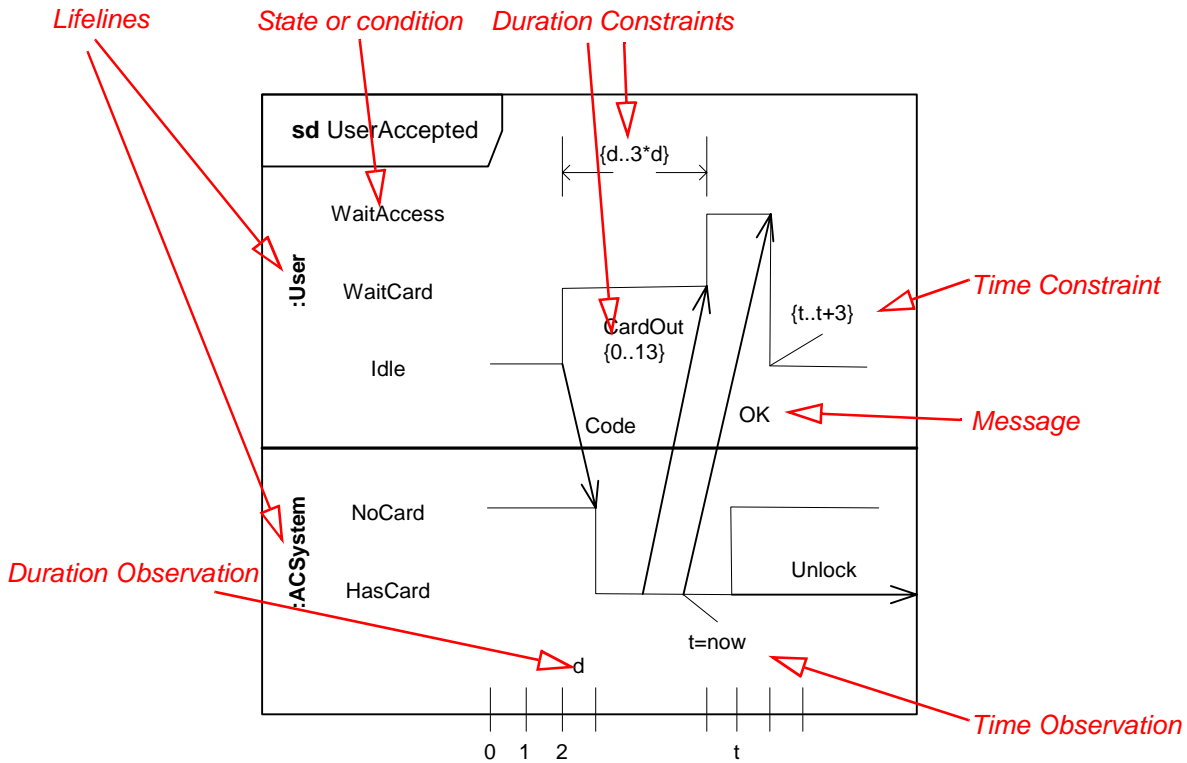 Lifelines
State or condition
Duration Constraints
sd UserAccepted
{d..3*d}
WaitAccess
:User
WaitCard
Time Constraint
{t..t+3}
CardOut
{0..13}
Idle
Code
OK
Message
:ACSystem
NoCard
Duration Observation
HasCard
Unlock
t=now
d
Time Observation
0 1 2 t